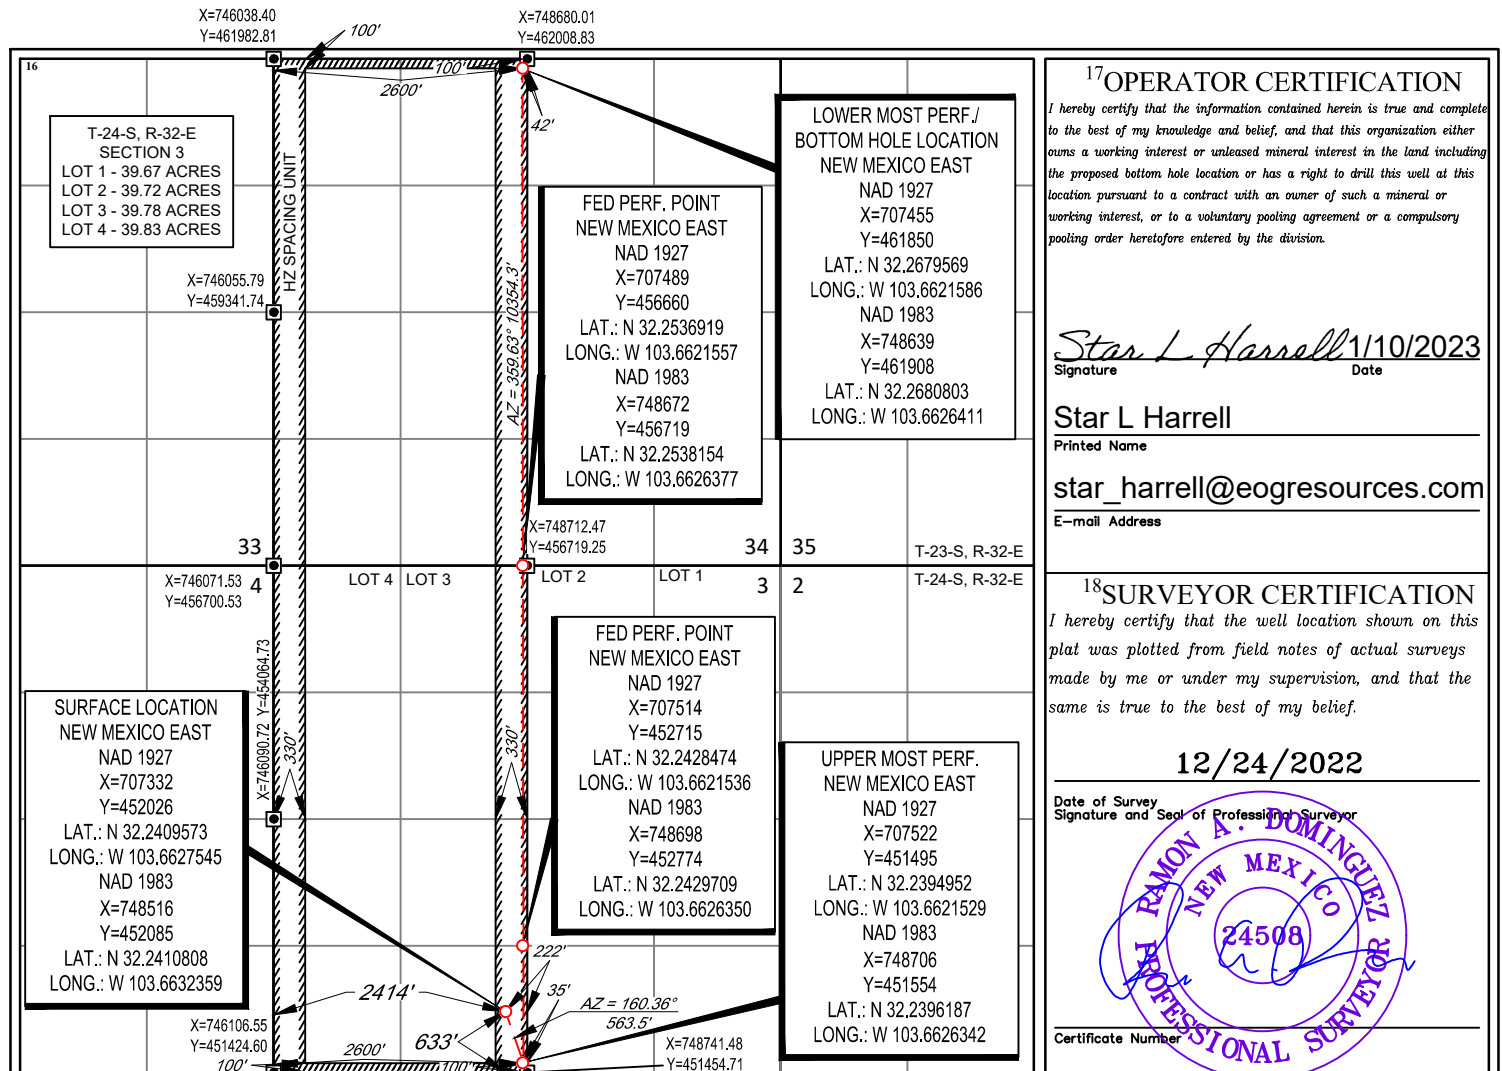 X=746038.40
Y=461982.81
100'
X=748680.01
Y=462008.83
16
100'
2600'
42'
T-24-S, R-32-E
SECTION 3
LOT 1 - 39.67 ACRES
LOT 2 - 39.72 ACRES
LOT 3 - 39.78 ACRES
LOT 4 - 39.83 ACRES
HZ SPACING UNIT
X=746055.79
Y=459341.74
AZ = 359.63° 10354.3'
FED PERF. POINT
NEW MEXICO EAST
NAD 1927
X=707489
Y=456660
LAT.: N 32.2536919
LONG.: W 103.6621557
NAD 1983
X=748672
Y=456719
LAT.: N 32.2538154
LONG.: W 103.6626377
LOWER MOST PERF./
BOTTOM HOLE LOCATION
NEW MEXICO EAST
NAD 1927
X=707455
Y=461850
LAT.: N 32.2679569
LONG.: W 103.6621586
NAD 1983
X=748639
Y=461908
LAT.: N 32.2680803
LONG.: W 103.6626411
X=748712.47
Y=456719.25
33
34
35
T-23-S, R-32-E
X=746071.53
Y=456700.53
4
LOT 4
LOT 3
LOT 2
LOT 1
3
2
T-24-S, R-32-E
X=746090.72 Y=454064.73
330'
330'
FED PERF. POINT
NEW MEXICO EAST
NAD 1927
X=707514
Y=452715
LAT.: N 32.2428474
LONG.: W 103.6621536
NAD 1983
X=748698
Y=452774
LAT.: N 32.2429709
LONG.: W 103.6626350
SURFACE LOCATION
NEW MEXICO EAST
NAD 1927
X=707332
Y=452026
LAT.: N 32.2409573
LONG.: W 103.6627545
NAD 1983
X=748516
Y=452085
LAT.: N 32.2410808
LONG.: W 103.6632359
UPPER MOST PERF.
NEW MEXICO EAST
NAD 1927
X=707522
Y=451495
LAT.: N 32.2394952
LONG.: W 103.6621529
NAD 1983
X=748706
Y=451554
LAT.: N 32.2396187
LONG.: W 103.6626342
222'
2414'
35'
AZ = 160.36°
563.5'
633'
X=746106.55
Y=451424.60
100'
2600'
100'
X=748741.48
Y=451454.71
17OPERATOR CERTIFICATION
I hereby certify that the information contained herein is true and complete
to the best of my knowledge and belief, and that this organization either
owns a working interest or unleased mineral interest in the land including
the proposed bottom hole location or has a right to drill this well at this
location pursuant to a contract with an owner of such a mineral or
working interest, or to a voluntary pooling agreement or a compulsory
pooling order heretofore entered by the division.
Star L Harrell 1/10/2023
Signature Date
Star L Harrell
Printed Name
star_harrell@eogresources.com
E-mail Address
18SURVEYOR CERTIFICATION
I hereby certify that the well location shown on this
plat was plotted from field notes of actual surveys
made by me or under my supervision, and that the
same is true to the best of my belief.
12/24/2022
Date of Survey
Signature and Seal of Professional Surveyor
RAMON A. DOMINGUEZ
NEW MEXICO
24508
PROFESSIONAL SURVEYOR
Certificate Number